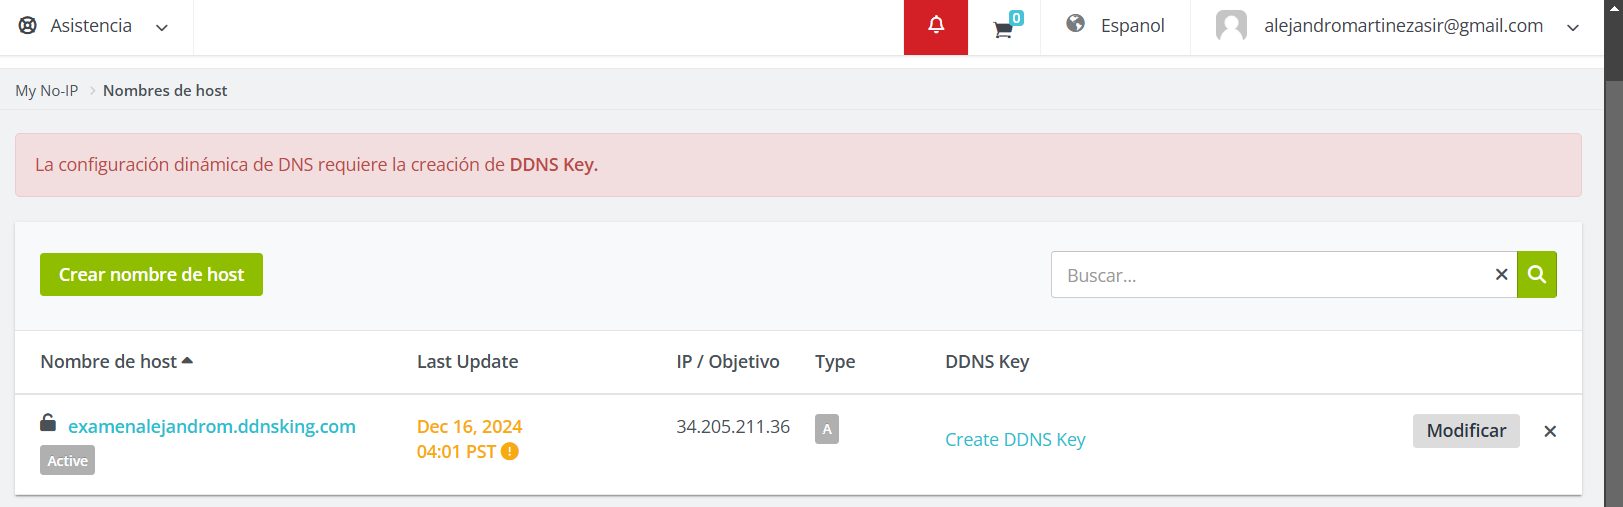 Asistencia
0
Espanol
alejandromartinezasir@gmail.com
My No-IP > Nombres de host
La configuración dinámica de DNS requiere la creación de DDNS Key.
Crear nombre de host
Buscar...
Nombre de host Last Update IP / Objetivo Type DDNS Key
examenalejandrom.ddnsking.com Dec 16, 2024 34.205.211.36 A Create DDNS Key Modificar
04:01 PST
Active